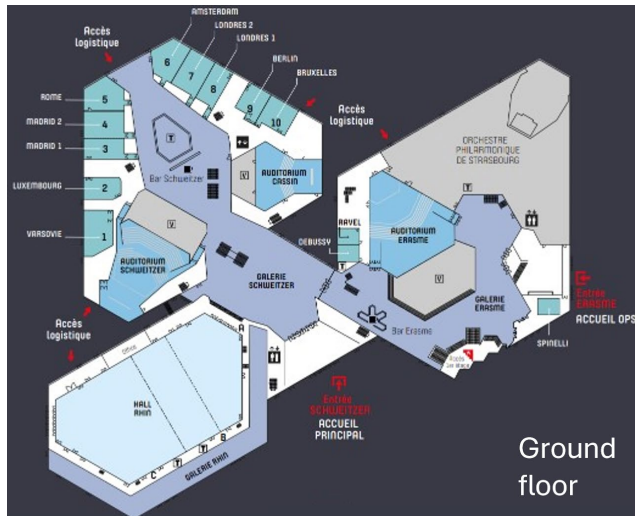 AMSTERDAM
LONDRES 2
LONDRES 1
BERLIN
BRUXELLES
Accès
logistique
6
7
8
9
10
ROME
5
MADRID 2
4
MADRID 1
3
LUXEMBOURG
2
VARSOVIE
1
T
Bar Schweitzer
V
AUDITORIUM
CASSIN
Accès
logistique
ORCHESTRE
PHILARMONIQUE
DE STRASBOURG
T
RAVEL
AUDITORIUM
ERASME
DEBUSSY
T
V
AUDITORIUM
SCHWEITZER
V
GALERIE
SCHWEITZER
GALERIE
ERASME
Bar Erasme
Entrée
ERASME
ACCUEIL OPS
SPINELLI
Accès
logistique
Office
A
HALL
RHIN
B
T
T
C
GALERIE RHIN
Entrée
SCHWEITZER
ACCUEIL
PRINCIPAL
Ground
floor